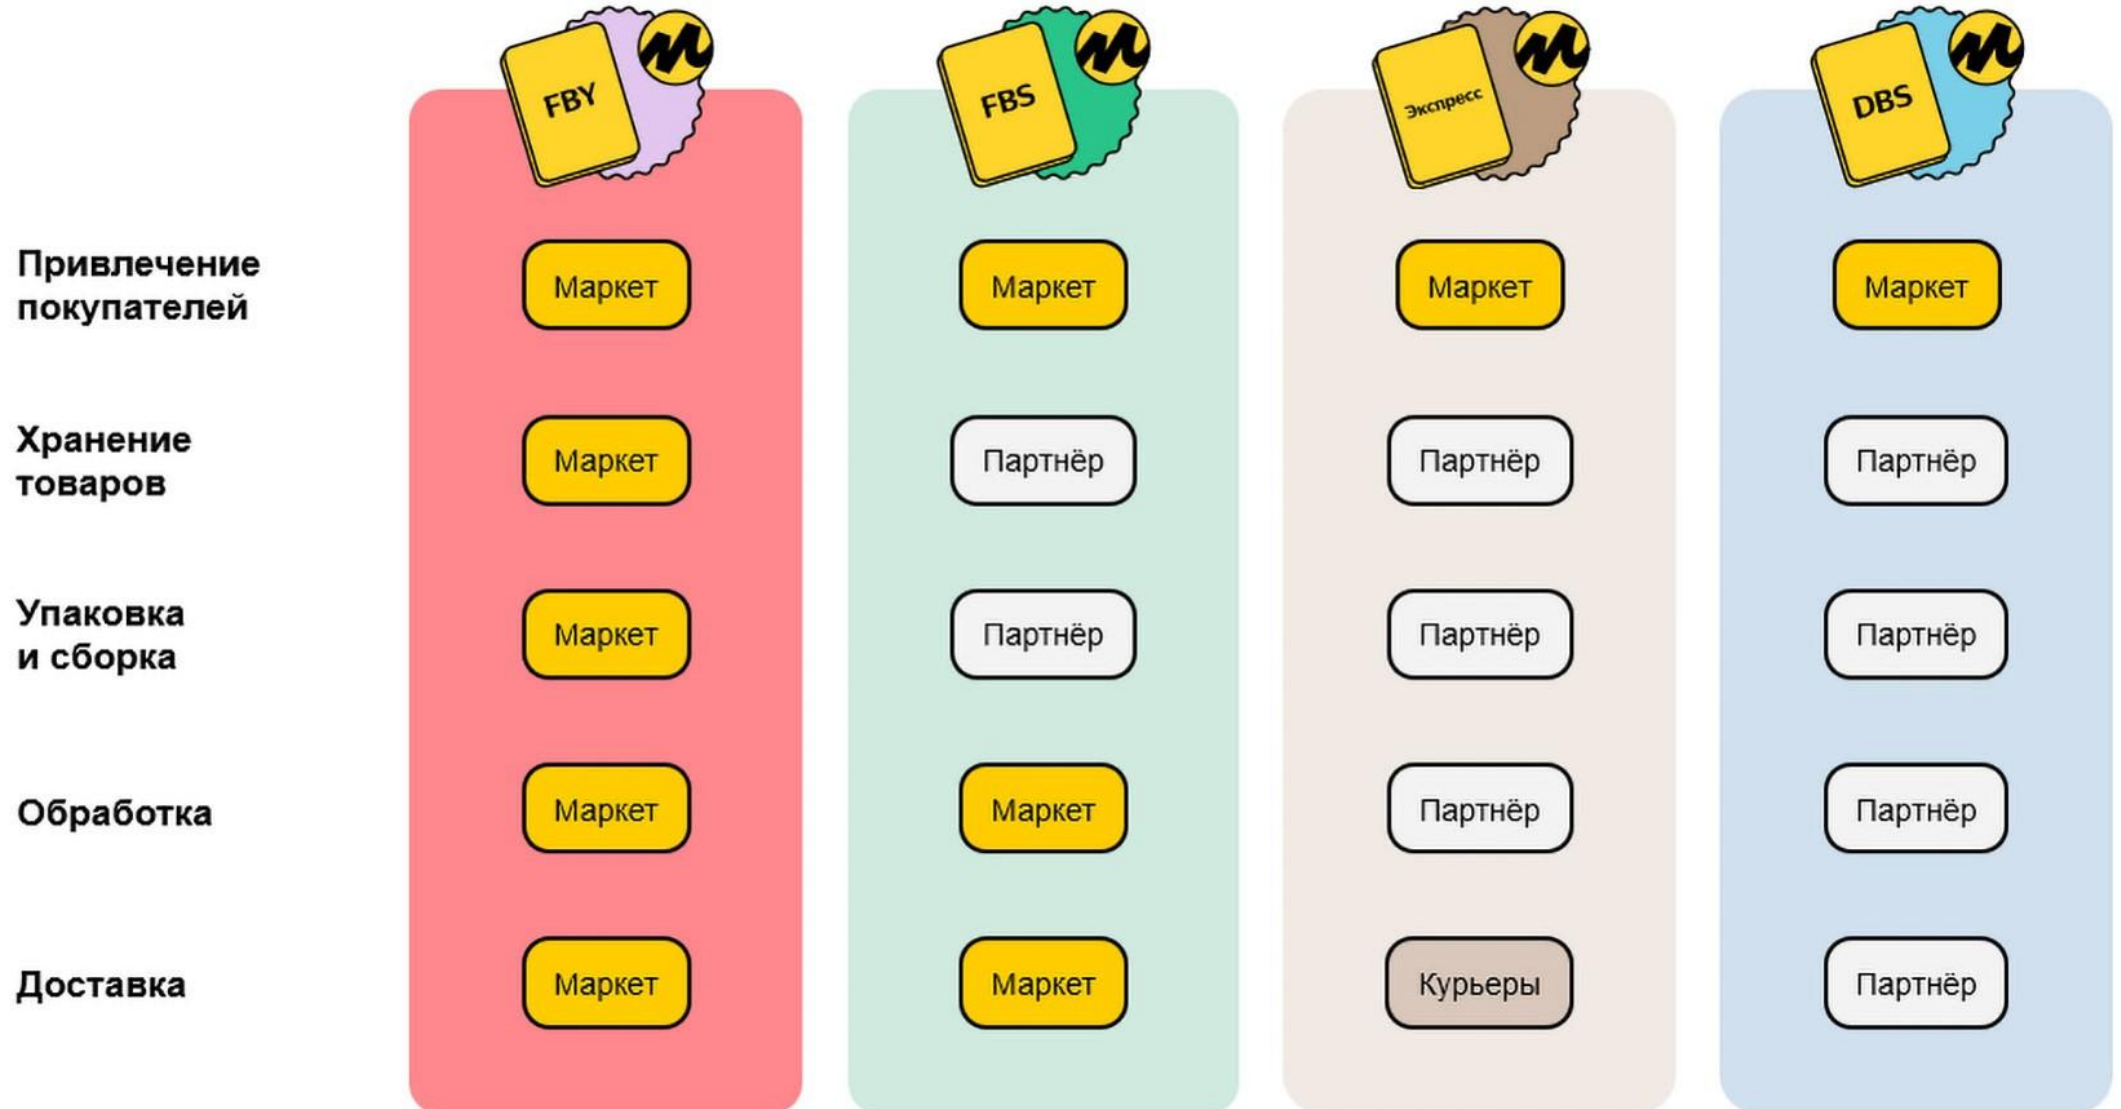 FBY
FBS
Экспресс
DBS
Привлечение
покупателей
Маркет
Маркет
Маркет
Маркет
Хранение
товаров
Маркет
Партнёр
Партнёр
Партнёр
Упаковка
и сборка
Маркет
Партнёр
Партнёр
Партнёр
Обработка
Маркет
Маркет
Партнёр
Партнёр
Доставка
Маркет
Маркет
Курьеры
Партнёр